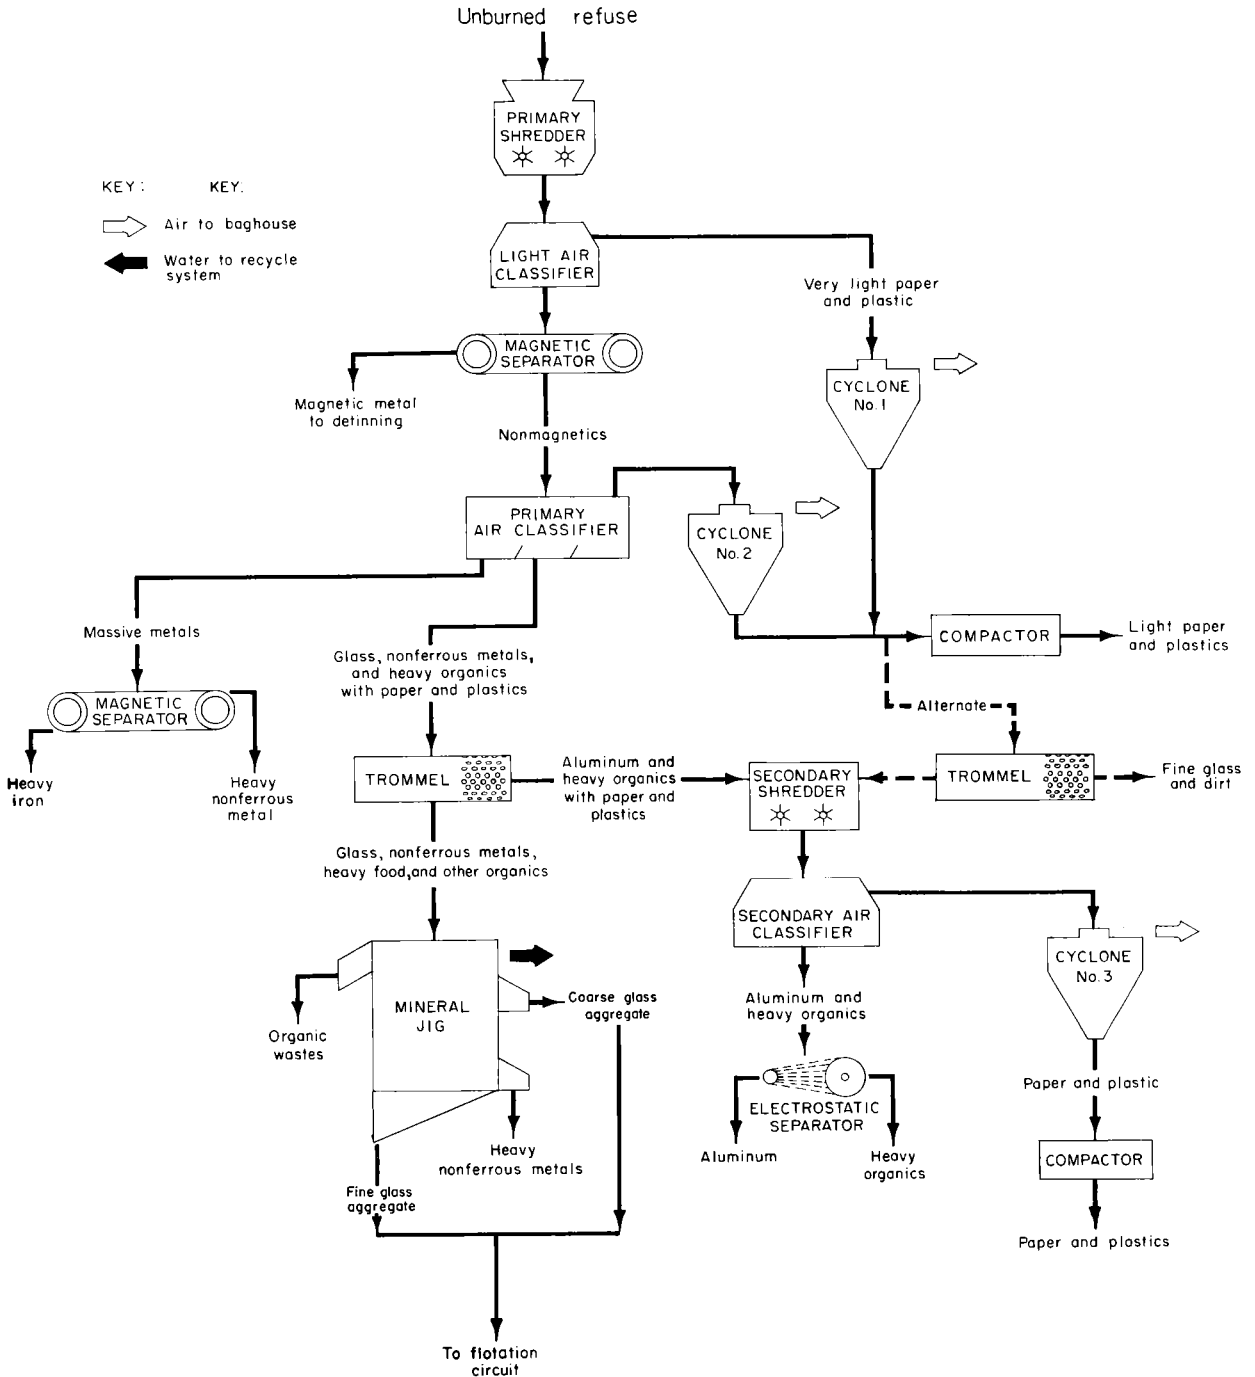 Unburned refuse
PRIMARY
SHREDDER
KEY: KEY:
Air to baghouse
Water to recycle
system
LIGHT AIR
CLASSIFIER
Very light paper
and plastic
MAGNETIC
SEPARATOR
Magnetic metal
to detinning
CYCLONE
No. 1
Nonmagnetics
PRIMARY
AIR CLASSIFIER
CYCLONE
No. 2
Massive metals
Glass, nonferrous metals,
and heavy organics
with paper and plastics
COMPACTOR
Light paper
and plastics
MAGNETIC
SEPARATOR
Alternate
Heavy
iron
Heavy
nonferrous
metal
TROMMEL
Aluminum and
heavy organics
with paper and
plastics
SECONDARY
SHREDDER
TROMMEL
Fine glass
and dirt
Glass, nonferrous metals,
heavy food, and other organics
SECONDARY AIR
CLASSIFIER
CYCLONE
No. 3
MINERAL
JIG
Organic
wastes
Coarse glass
aggregate
Aluminum and
heavy organics
ELECTROSTATIC
SEPARATOR
Paper and plastic
Heavy
nonferrous metals
Aluminum
Heavy
organics
COMPACTOR
Fine glass
aggregate
Paper and plastics
To flotation
circuit